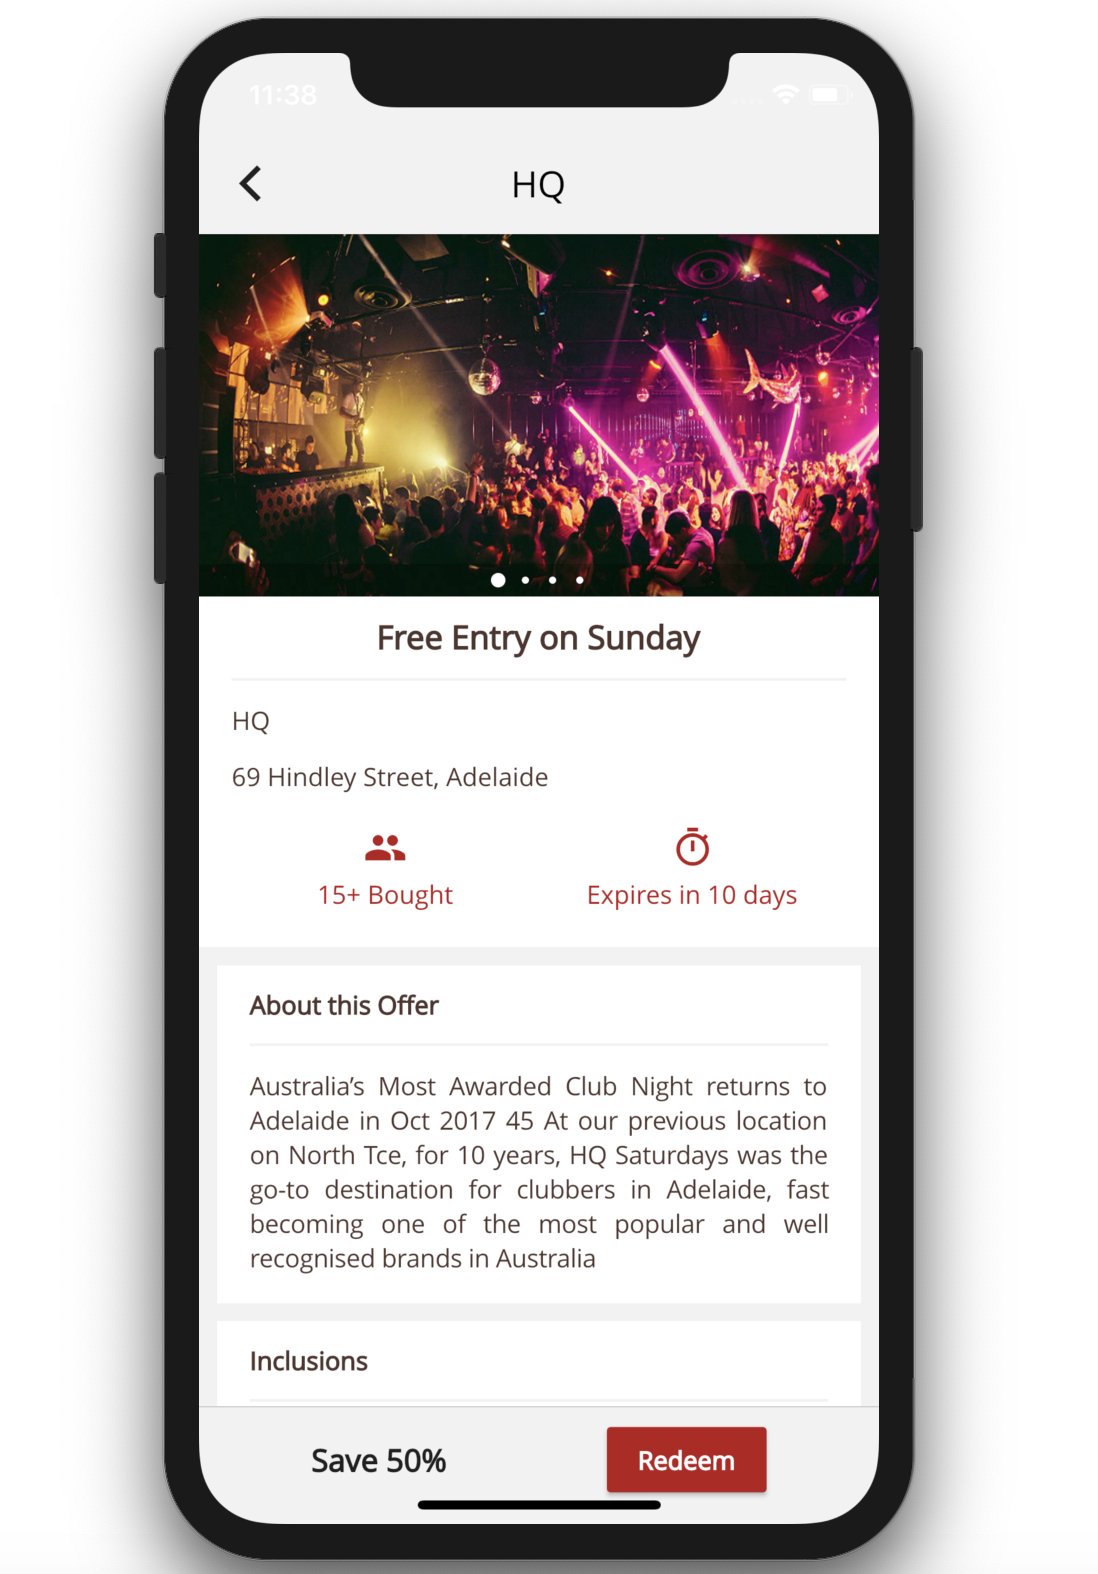 11:38
HQ
Free Entry on Sunday
HQ
69 Hindley Street, Adelaide
15+ Bought
Expires in 10 days
About this Offer
Australia’s Most Awarded Club Night returns to
Adelaide in Oct 2017 45 At our previous location
on North Tce, for 10 years, HQ Saturdays was the
go-to destination for clubbers in Adelaide, fast
becoming one of the most popular and well
recognised brands in Australia
Inclusions
Save 50%
Redeem